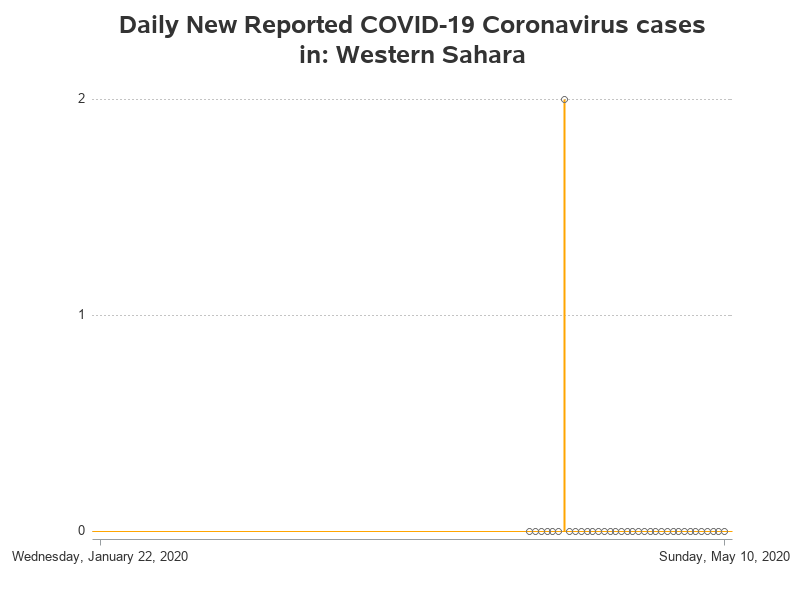 Daily New Reported COVID-19 Coronavirus cases
in: Western Sahara
2
1
0
Wednesday, January 22, 2020
Sunday, May 10, 2020